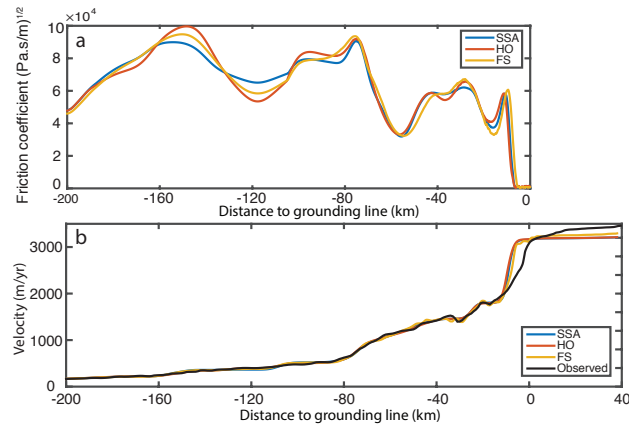 10 ×10⁴
a
SSA
HO
FS
Friction coefficient (Pa.s/m)^1/2
8
6
4
2
0
-200 -160 -120 -80 -40 0
Distance to grounding line (km)
b
3000
2000
1000
0
Velocity (m/yr)
SSA
HO
FS
Observed
-200 -160 -120 -80 -40 0 40
Distance to grounding line (km)